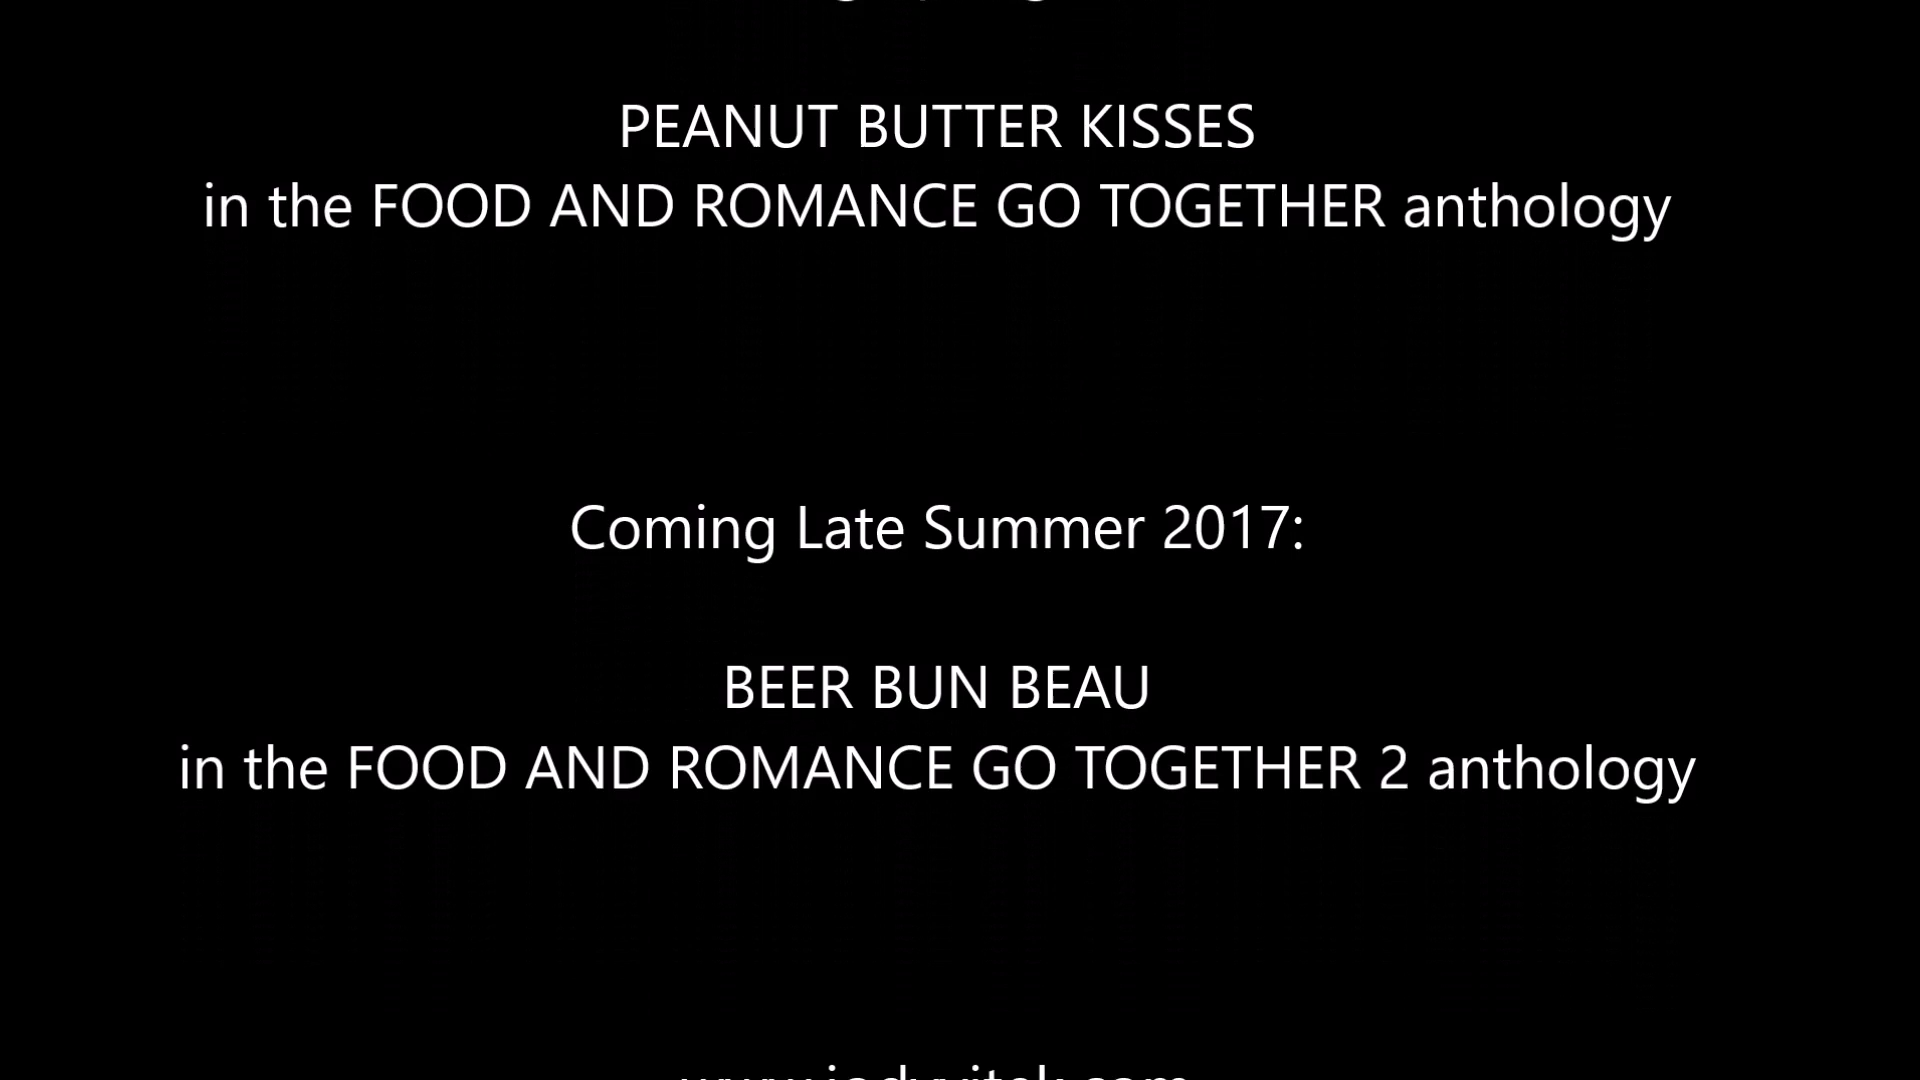 PEANUT BUTTER KISSES
in the FOOD AND ROMANCE GO TOGETHER anthology
Coming Late Summer 2017:
BEER BUN BEAU
in the FOOD AND ROMANCE GO TOGETHER 2 anthology